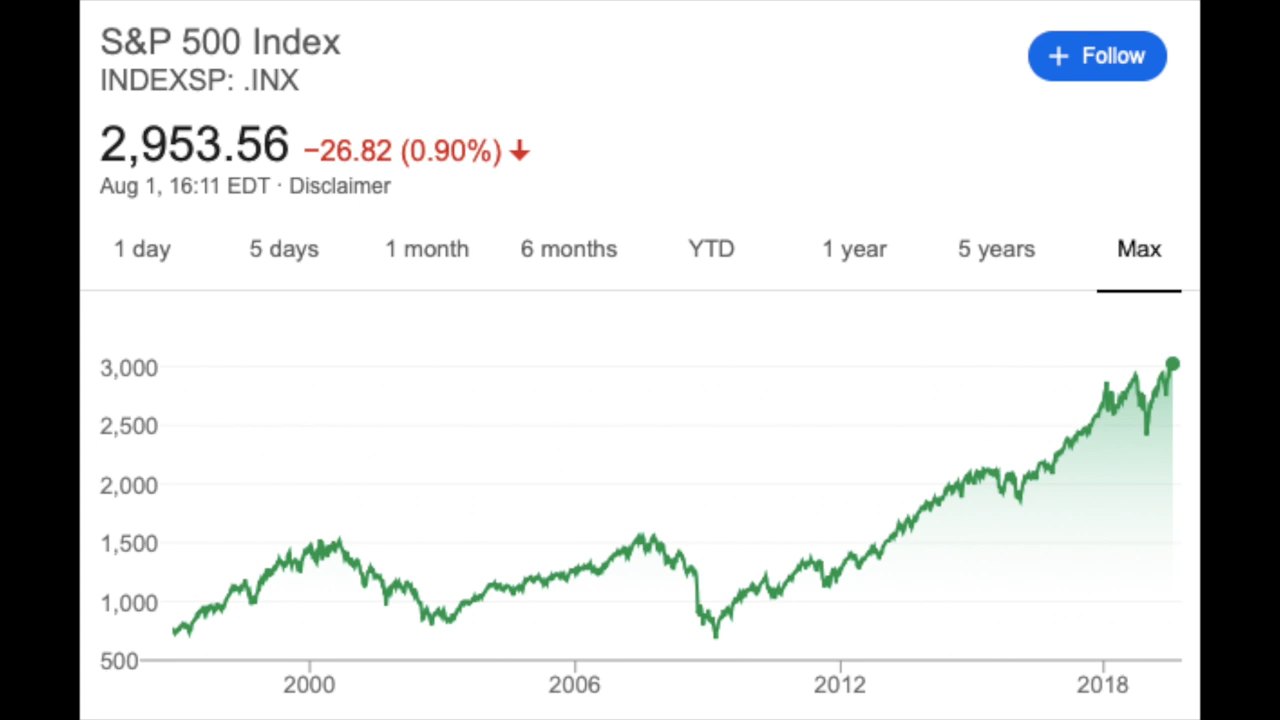 S&P 500 Index
+ Follow
INDEXSP: .INX
2,953.56 −26.82 (0.90%) ↓
Aug 1, 16:11 EDT · Disclaimer
1 day 5 days 1 month 6 months YTD 1 year 5 years Max
3,000
2,500
2,000
1,500
1,000
500
2000 2006 2012 2018